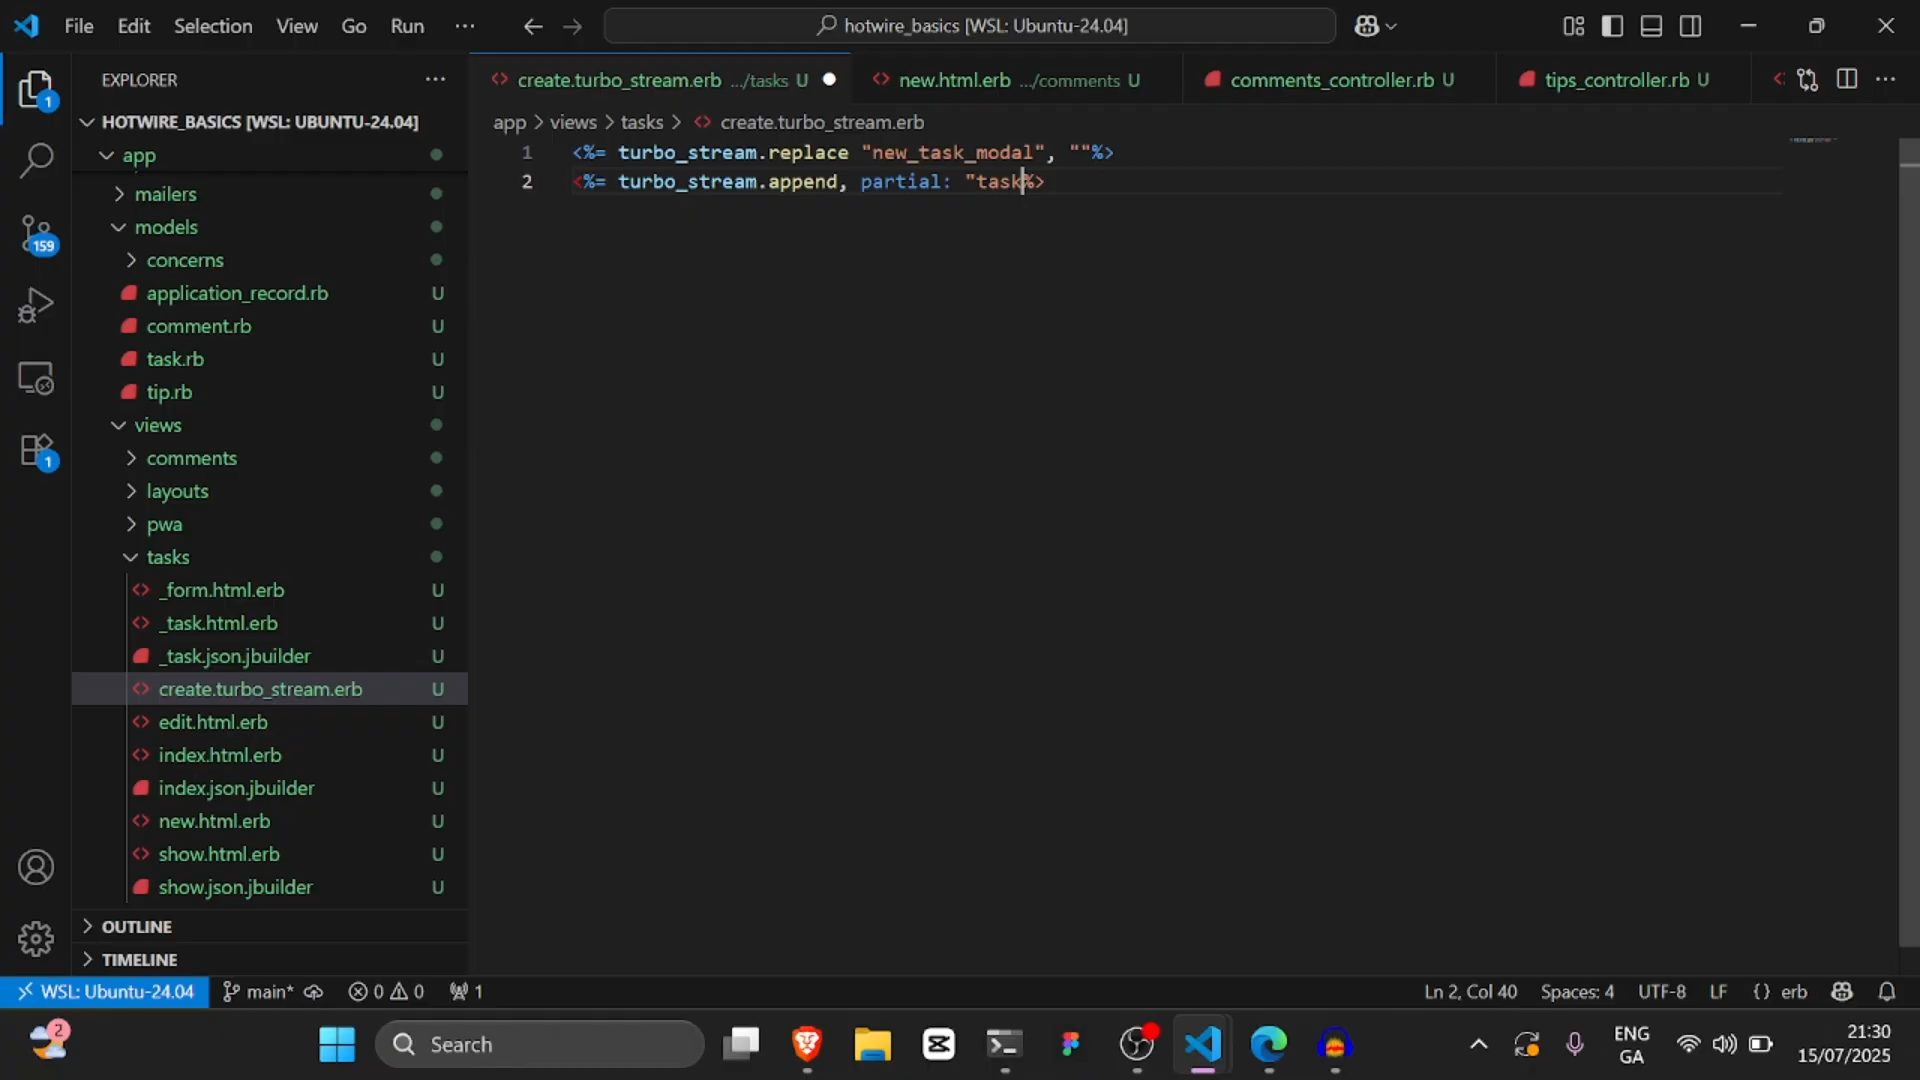 File Edit Selection View Go Run ...
hotwire_basics [WSL: Ubuntu-24.04]
EXPLORER
create.turbo_stream.erb .../tasks U
new.html.erb .../comments U
comments_controller.rb U
tips_controller.rb U
HOTWIRE_BASICS [WSL: UBUNTU-24.04]
app > views > tasks > create.turbo_stream.erb
app
mailers
models
concerns
application_record.rb U
comment.rb U
task.rb U
tip.rb U
views
comments
layouts
pwa
tasks
_form.html.erb U
_task.html.erb U
_task.json.jbuilder U
create.turbo_stream.erb U
edit.html.erb U
index.html.erb U
index.json.jbuilder U
new.html.erb U
show.html.erb U
show.json.jbuilder U
OUTLINE
TIMELINE
1 <%= turbo_stream.replace "new_task_modal", ""%>
2 <%= turbo_stream.append, partial: "task%>
1
159
1
WSL: Ubuntu-24.04 main* 0 0 1
Ln 2, Col 40 Spaces: 4 UTF-8 LF {} erb
2
Search
ENG
GA
21:30
15/07/2025